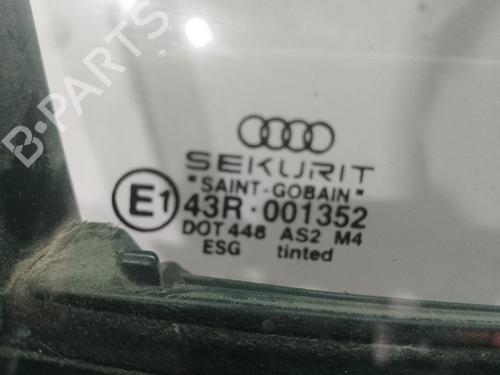 B-PARTS
SEKURIT
"SAINT-GOBAIN"
E1 43R·001352
DOT 448 AS2 M4
ESG tinted